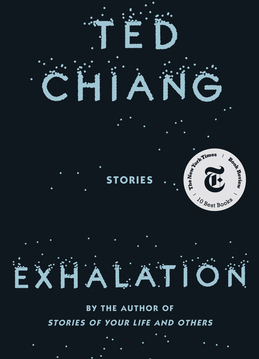 TED
CHIANG
STORIES
The New York Times
Book Review
T
10 Best Books
EXHALATION
BY THE AUTHOR OF
STORIES OF YOUR LIFE AND OTHERS